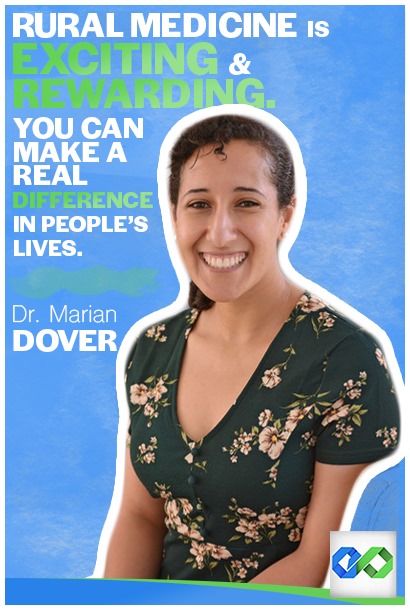 RURAL MEDICINE IS
EXCITING &
REWARDING.
YOU CAN
MAKE A
REAL
DIFFERENCE
IN PEOPLE'S
LIVES.
Dr. Marian
DOVER